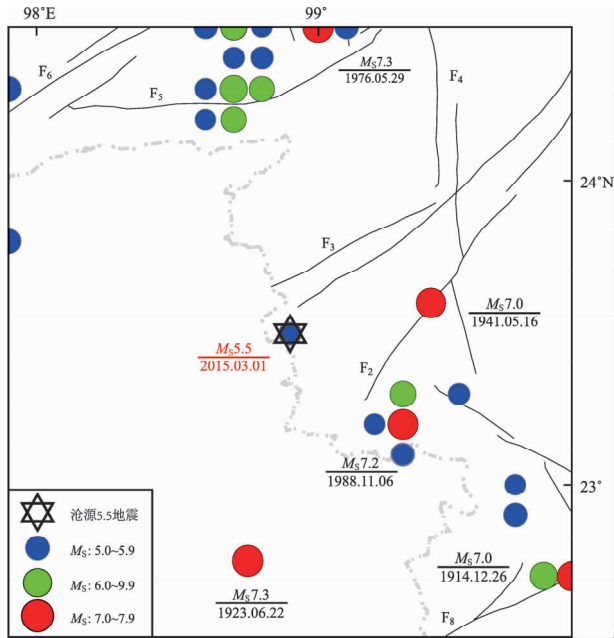 98°E
99°
F6
F5
MS7.3
1976.05.29
F4
24°N
F3
MS7.0
1941.05.16
MS5.5
2015.03.01
F2
MS7.2
1988.11.06
23°
沧源5.5地震
MS: 5.0~5.9
MS: 6.0~9.9
MS: 7.0~7.9
MS7.3
1923.06.22
MS7.0
1914.12.26
F8